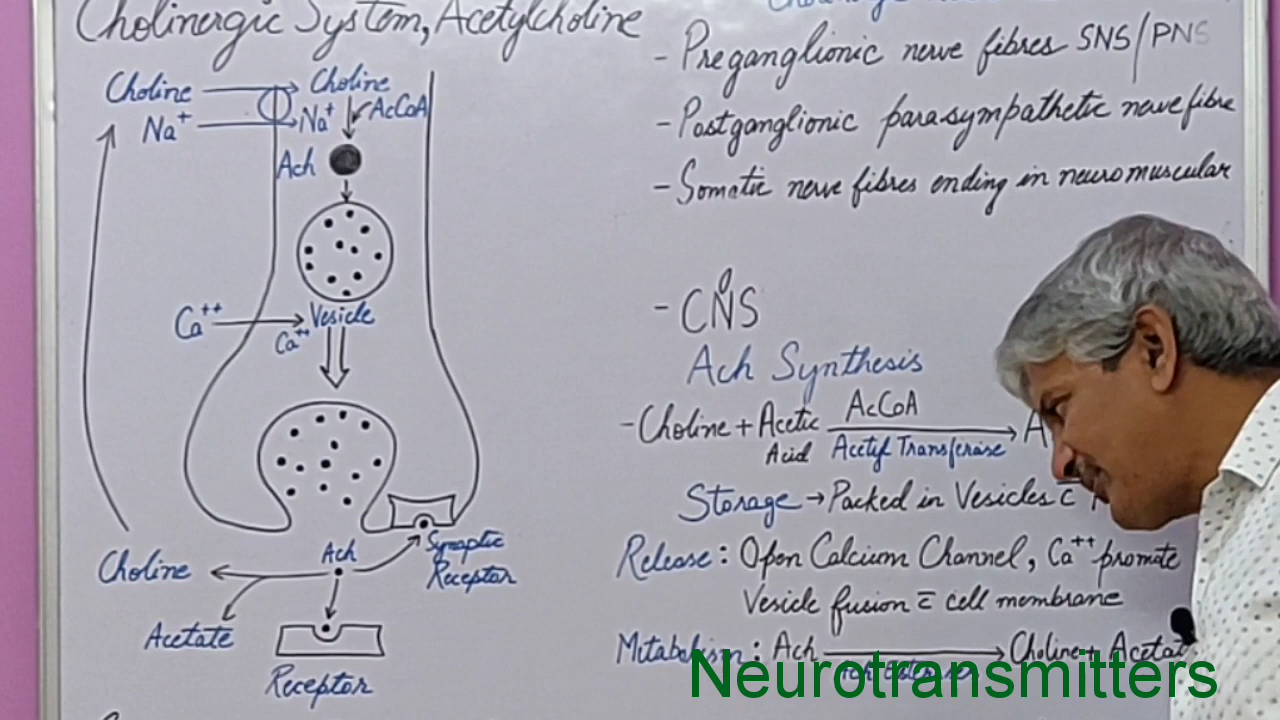 Cholinergic System, Acetylcholine
Choline
Na⁺
Choline
Na⁺
AcCoA
Ach
Vesicle
Ca⁺⁺
Ca⁺⁺
Ach
Synaptic
Receptor
Choline
Acetate
Receptor
- Preganglionic nerve fibres SNS/PNS
- Postganglionic parasympathetic nerve fibre
- Somatic nerve fibres ending in neuromuscular
- CNS
Ach Synthesis
- Choline + Acetic Acid AcCoA
Acetyl Transferase
Storage → Packed in Vesicles c̄
Release : Open Calcium Channel, Ca⁺⁺ promote
Vesicle fusion c̄ cell membrane
Metabolism : Ach → Choline + Acetat
Neurotransmitters